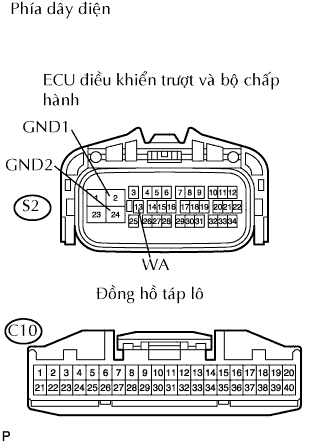 Phía dây điện
ECU điều khiển trượt và bộ chấp
hành
GND1
GND2
S2
1 2 3 4 5 6 7 8 9 10 11 12
13 14 15 16 17 18 19 20 21 22
23 24 25 26 27 28 29 30 31 32 33 34
WA
Đồng hồ táp lô
C10
1 2 3 4 5 6 7 8 9 10 11 12 13 14 15 16 17 18 19 20
21 22 23 24 25 26 27 28 29 30 31 32 33 34 35 36 37 38 39 40
P